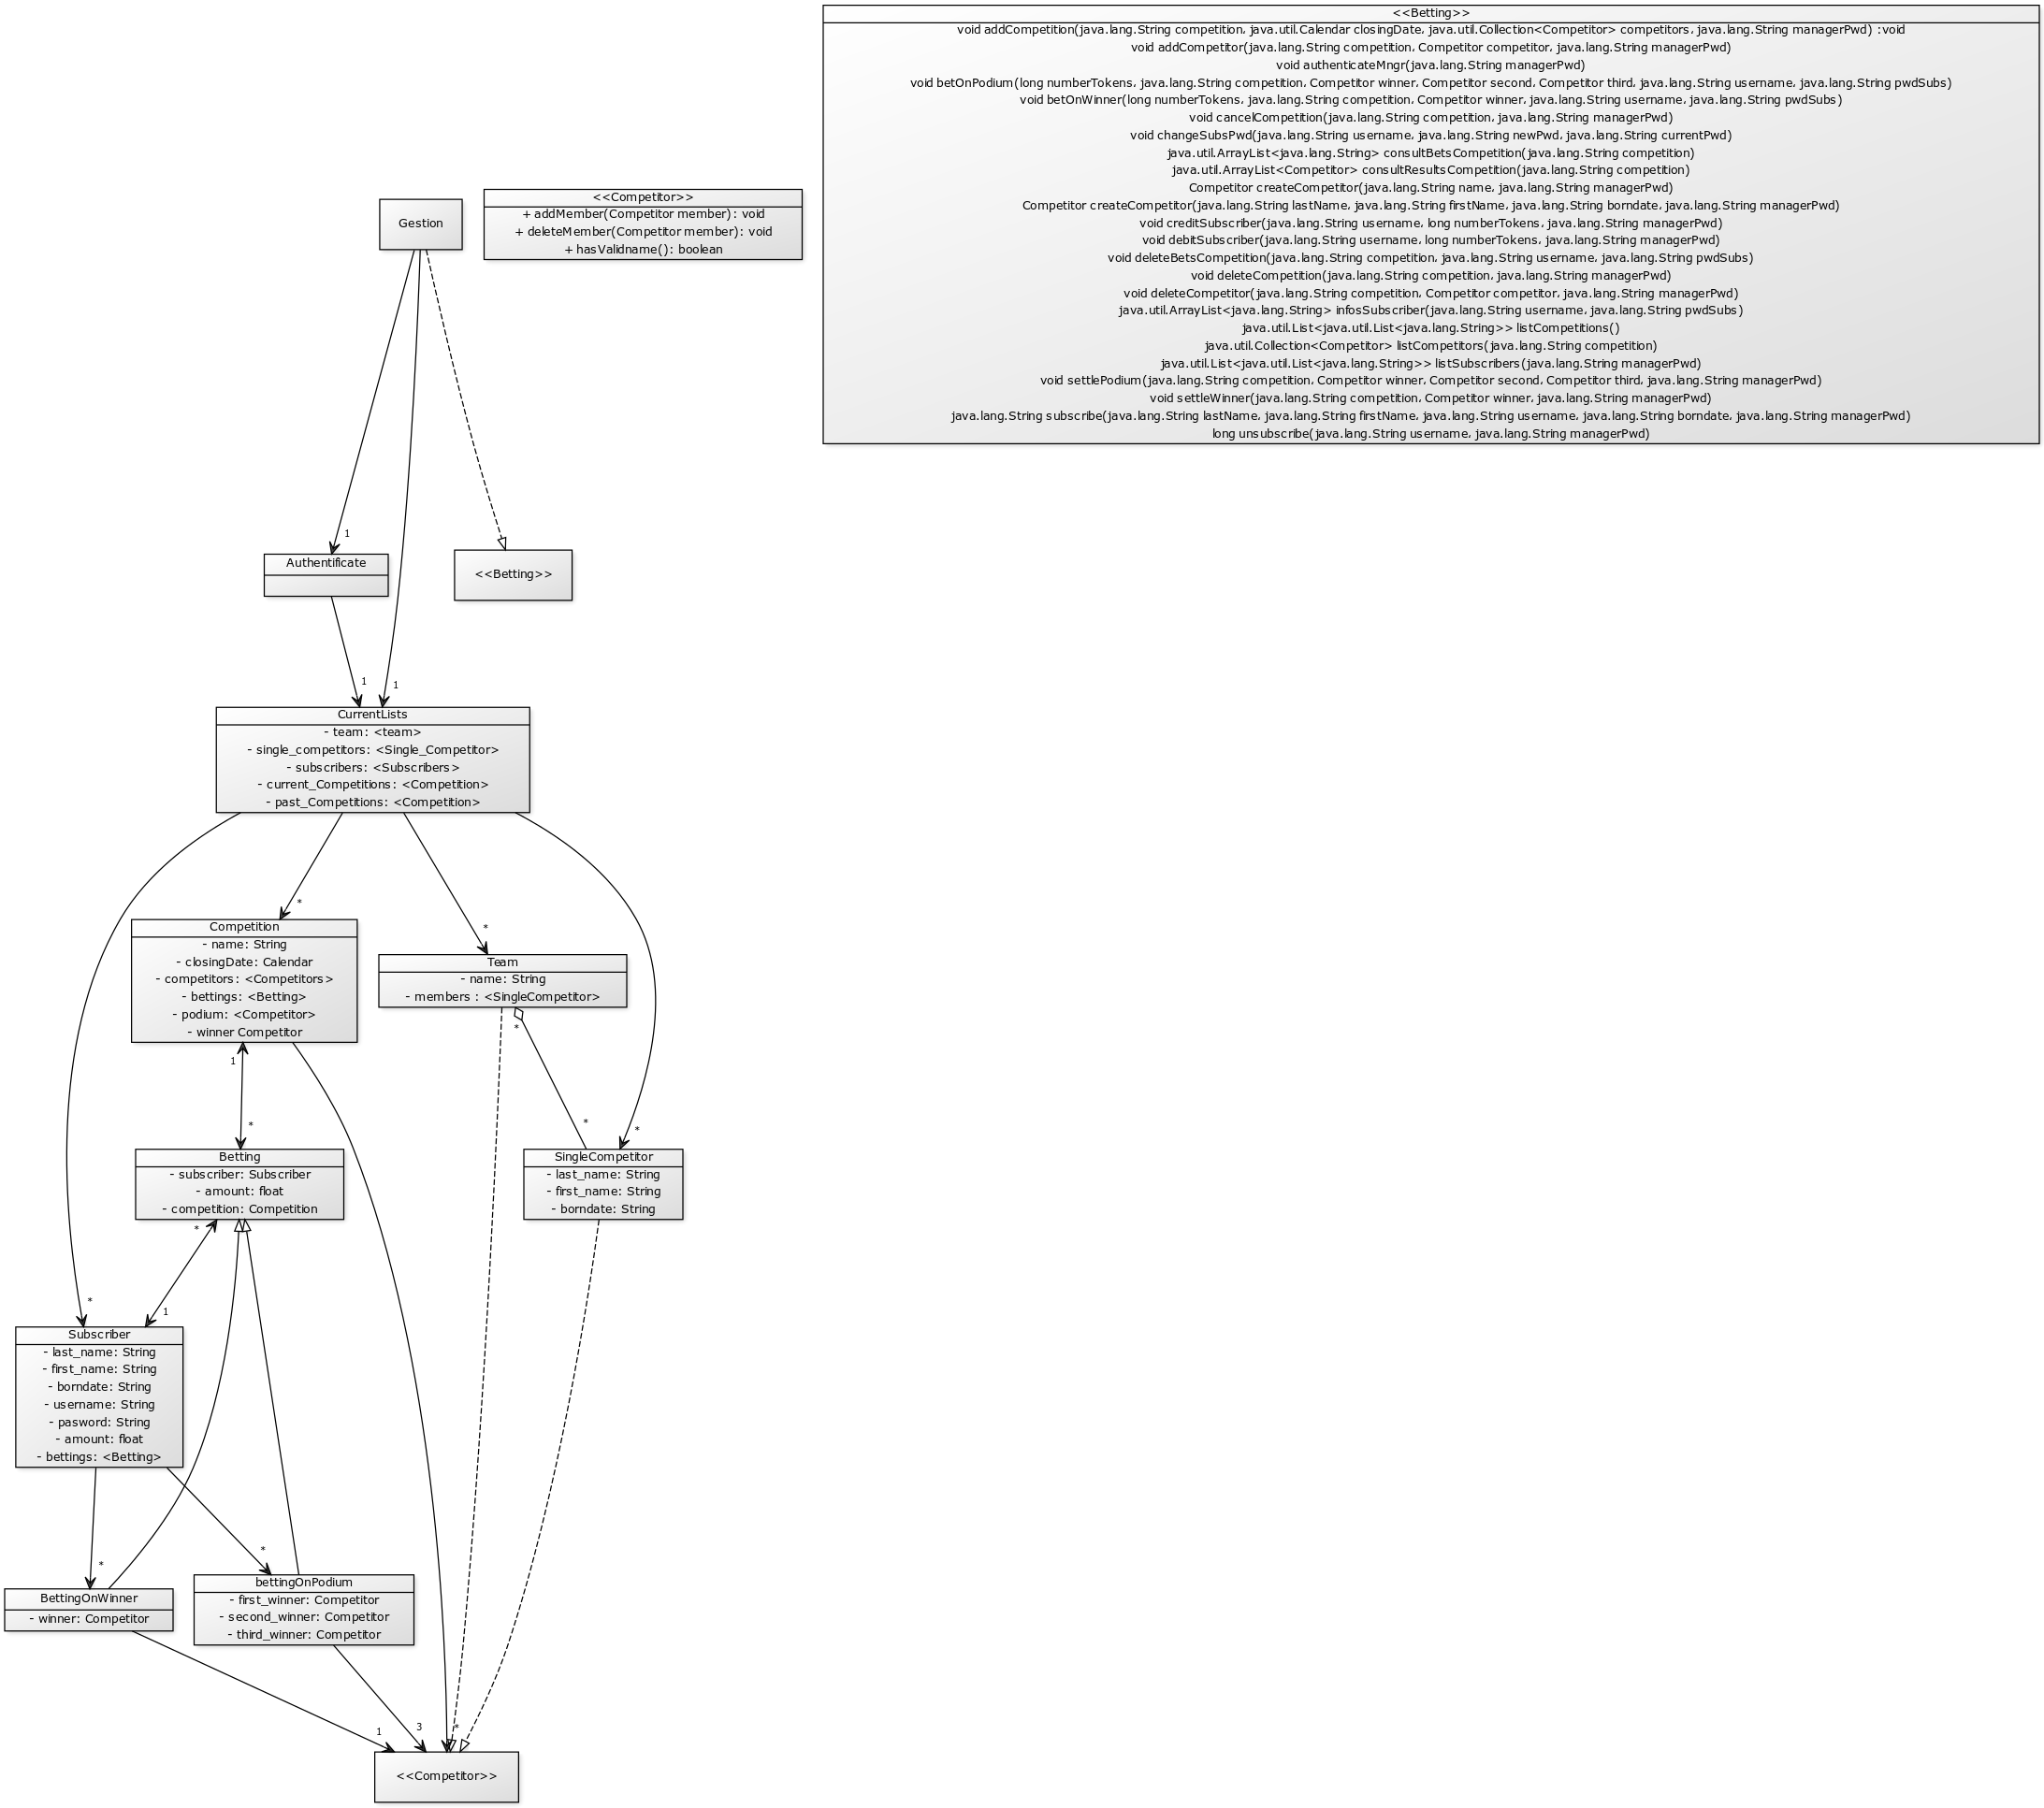 <<Betting>>
void addCompetition(java.lang.String competition, java.util.Calendar closingDate, java.util.Collection<Competitor> competitors, java.lang.String managerPwd) :void
void addCompetitor(java.lang.String competition, Competitor competitor, java.lang.String managerPwd)
void authenticateMngr(java.lang.String managerPwd)
void betOnPodium(long numberTokens, java.lang.String competition, Competitor winner, Competitor second, Competitor third, java.lang.String username, java.lang.String pwdSubs)
void betOnWinner(long numberTokens, java.lang.String competition, Competitor winner, java.lang.String username, java.lang.String pwdSubs)
void cancelCompetition(java.lang.String competition, java.lang.String managerPwd)
void changeSubsPwd(java.lang.String username, java.lang.String newPwd, java.lang.String currentPwd)
java.util.ArrayList<java.lang.String> consultBetsCompetition(java.lang.String competition)
java.util.ArrayList<Competitor> consultResultsCompetition(java.lang.String competition)
Competitor createCompetitor(java.lang.String name, java.lang.String managerPwd)
Competitor createCompetitor(java.lang.String lastName, java.lang.String firstName, java.lang.String borndate, java.lang.String managerPwd)
void creditSubscriber(java.lang.String username, long numberTokens, java.lang.String managerPwd)
void debitSubscriber(java.lang.String username, long numberTokens, java.lang.String managerPwd)
void deleteBetsCompetition(java.lang.String competition, java.lang.String username, java.lang.String pwdSubs)
void deleteCompetition(java.lang.String competition, java.lang.String managerPwd)
void deleteCompetitor(java.lang.String competition, Competitor competitor, java.lang.String managerPwd)
java.util.ArrayList<java.lang.String> infosSubscriber(java.lang.String username, java.lang.String pwdSubs)
java.util.List<java.util.List<java.lang.String>> listCompetitions()
java.util.Collection<Competitor> listCompetitors(java.lang.String competition)
java.util.List<java.util.List<java.lang.String>> listSubscribers(java.lang.String managerPwd)
void settlePodium(java.lang.String competition, Competitor winner, Competitor second, Competitor third, java.lang.String managerPwd)
void settleWinner(java.lang.String competition, Competitor winner, java.lang.String managerPwd)
java.lang.String subscribe(java.lang.String lastName, java.lang.String firstName, java.lang.String username, java.lang.String borndate, java.lang.String managerPwd)
long unsubscribe(java.lang.String username, java.lang.String managerPwd)
Gestion
<<Competitor>>
+ addMember(Competitor member): void
+ deleteMember(Competitor member): void
+ hasValidname(): boolean
1
Authentificate
<<Betting>>
1
1
CurrentLists
- team: <team>
- single_competitors: <Single_Competitor>
- subscribers: <Subscribers>
- current_Competitions: <Competition>
- past_Competitions: <Competition>
*
Competition
- name: String
- closingDate: Calendar
- competitors: <Competitors>
- bettings: <Betting>
- podium: <Competitor>
- winner Competitor
*
Team
- name: String
- members : <SingleCompetitor>
*
1
*
*
*
Betting
- subscriber: Subscriber
- amount: float
- competition: Competition
SingleCompetitor
- last_name: String
- first_name: String
- borndate: String
*
*
1
Subscriber
- last_name: String
- first_name: String
- borndate: String
- username: String
- pasword: String
- amount: float
- bettings: <Betting>
*
*
BettingOnWinner
- winner: Competitor
bettingOnPodium
- first_winner: Competitor
- second_winner: Competitor
- third_winner: Competitor
1
3
*
<<Competitor>>